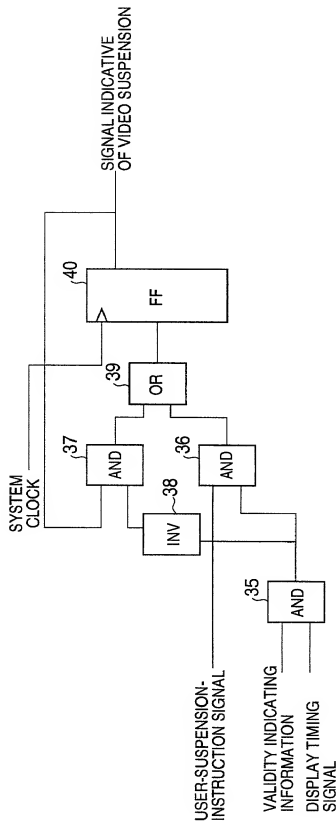 SIGNAL INDICATIVE
OF VIDEO SUSPENSION
40
FF
39
OR
37
AND
36
AND
SYSTEM
CLOCK
38
INV
35
AND
USER-SUSPENSION-
INSTRUCTION SIGNAL
VALIDITY INDICATING
INFORMATION
DISPLAY TIMING
SIGNAL